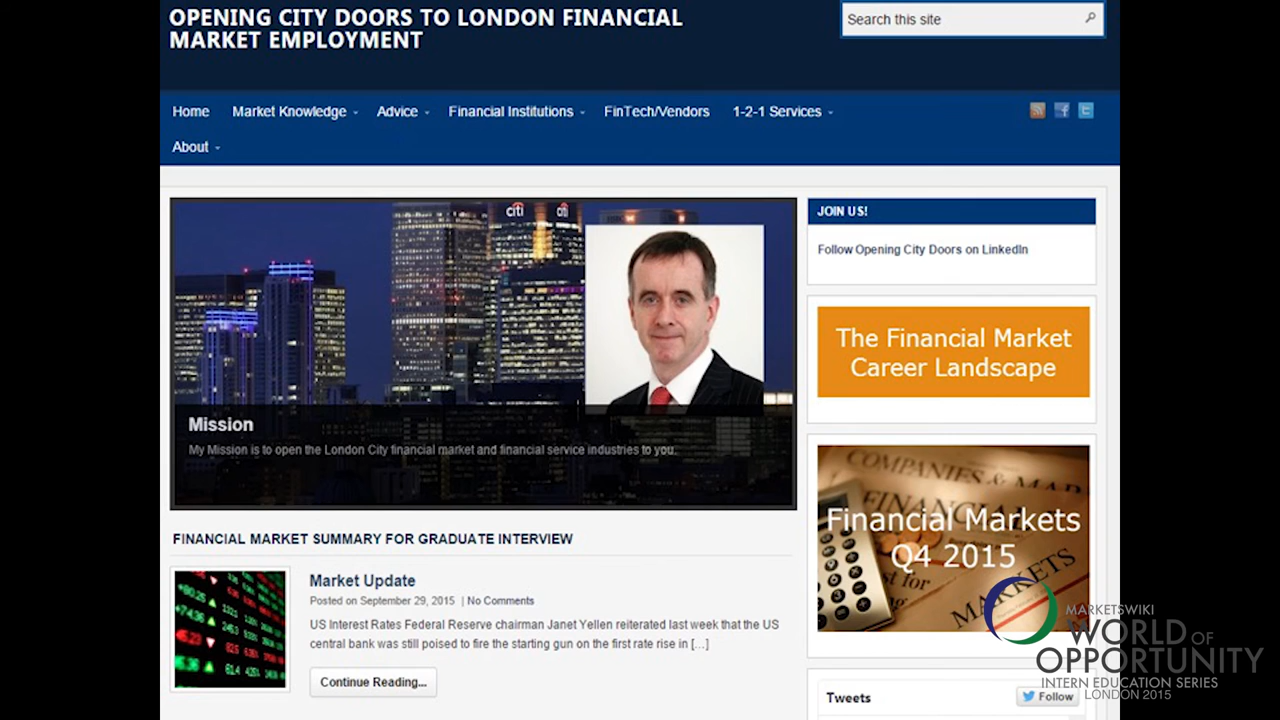 OPENING CITY DOORS TO LONDON FINANCIAL
MARKET EMPLOYMENT
Search this site
Home
Market Knowledge
Advice
Financial Institutions
FinTech/Vendors
1-2-1 Services
About
citi
citi
Mission
My Mission is to open the London City financial market and financial service industries to you.
JOIN US!
Follow Opening City Doors on LinkedIn
The Financial Market
Career Landscape
COMPANIES & MAR
FINANCIAL
Financial Markets
Q4 2015
st for
MARKETS
FINANCIAL MARKET SUMMARY FOR GRADUATE INTERVIEW
Market Update
Posted on September 29, 2015 | No Comments
US Interest Rates Federal Reserve chairman Janet Yellen reiterated last week that the US
central bank was still poised to fire the starting gun on the first rate rise in [...]
Continue Reading...
Tweets
Follow
MARKETSWIKI
WORLD OF
OPPORTUNITY
INTERN EDUCATION SERIES
LONDON 2015